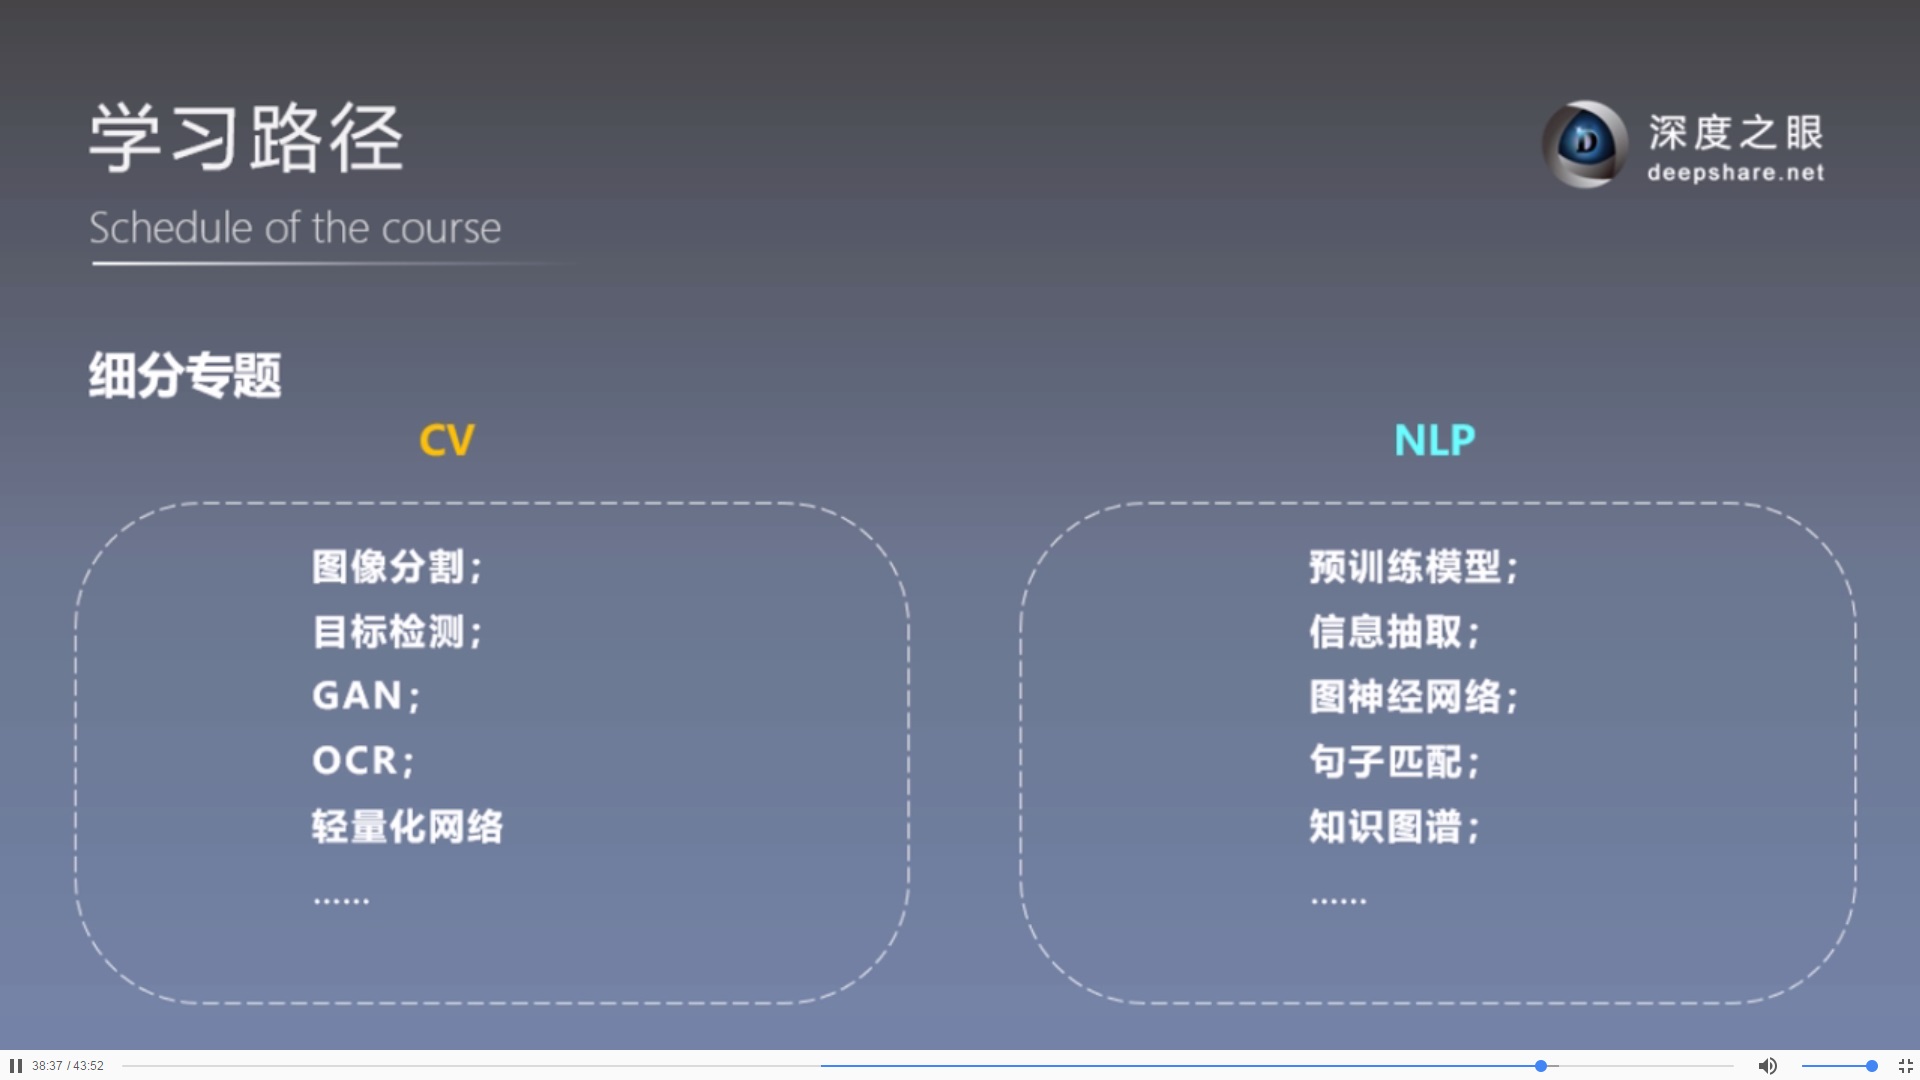 学习路径
深度之眼
deepshare.net
Schedule of the course
细分专题
CV
图像分割；
目标检测；
GAN；
OCR；
轻量化网络
……
NLP
预训练模型；
信息抽取；
图神经网络；
句子匹配；
知识图谱；
……
38:37 / 43:52